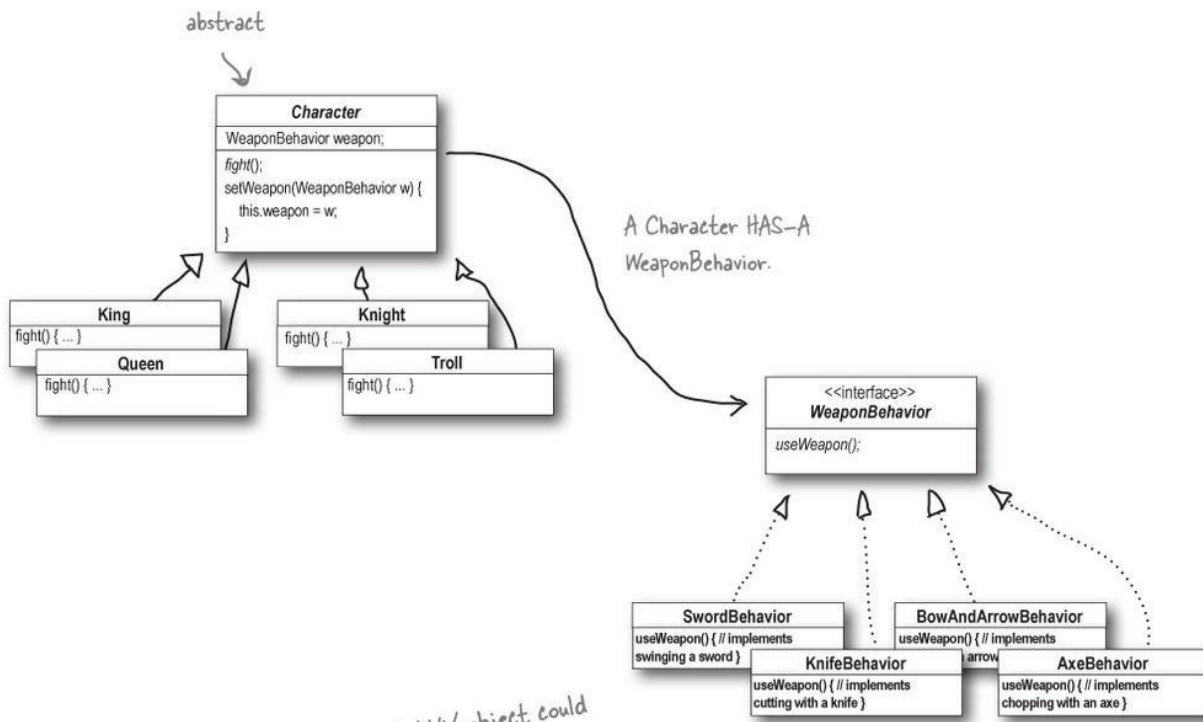 abstract
Character
WeaponBehavior weapon;
fight();
setWeapon(WeaponBehavior w) {
this.weapon = w;
}
A Character HAS-A
WeaponBehavior.
King
fight() { ... }
Queen
fight() { ... }
Knight
fight() { ... }
Troll
fight() { ... }
<<interface>>
WeaponBehavior
useWeapon();
SwordBehavior
useWeapon() { // implements
swinging a sword }
BowAndArrowBehavior
useWeapon() { // implements
arrow
KnifeBehavior
useWeapon() { // implements
cutting with a knife }
AxeBehavior
useWeapon() { // implements
chopping with an axe }
could